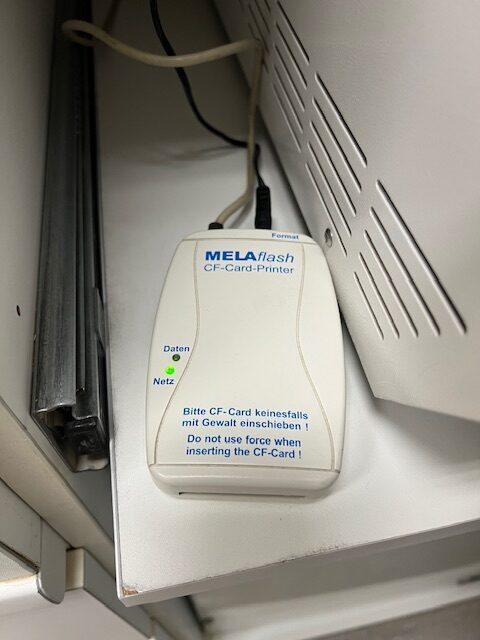 Format
MELAflash
CF-Card-Printer
Daten
Netz
Bitte CF-Card keinesfalls
mit Gewalt einschieben !
Do not use force when
inserting the CF-Card !